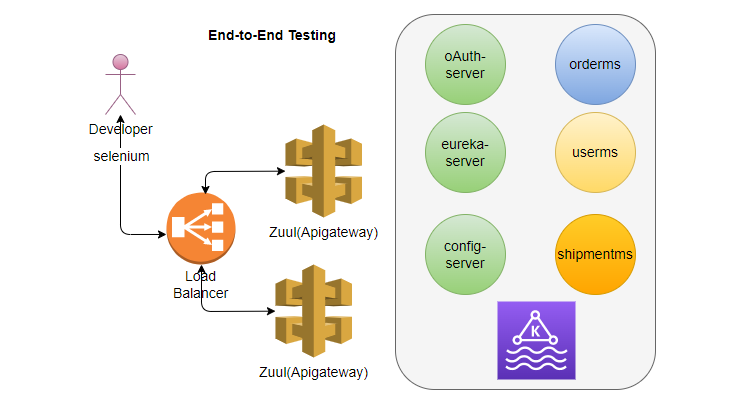 End-to-End Testing
Developer
selenium
Load
Balancer
Zuul(Apigateway)
Zuul(Apigateway)
oAuth-
server
orderms
eureka-
server
userms
config-
server
shipmentms
K